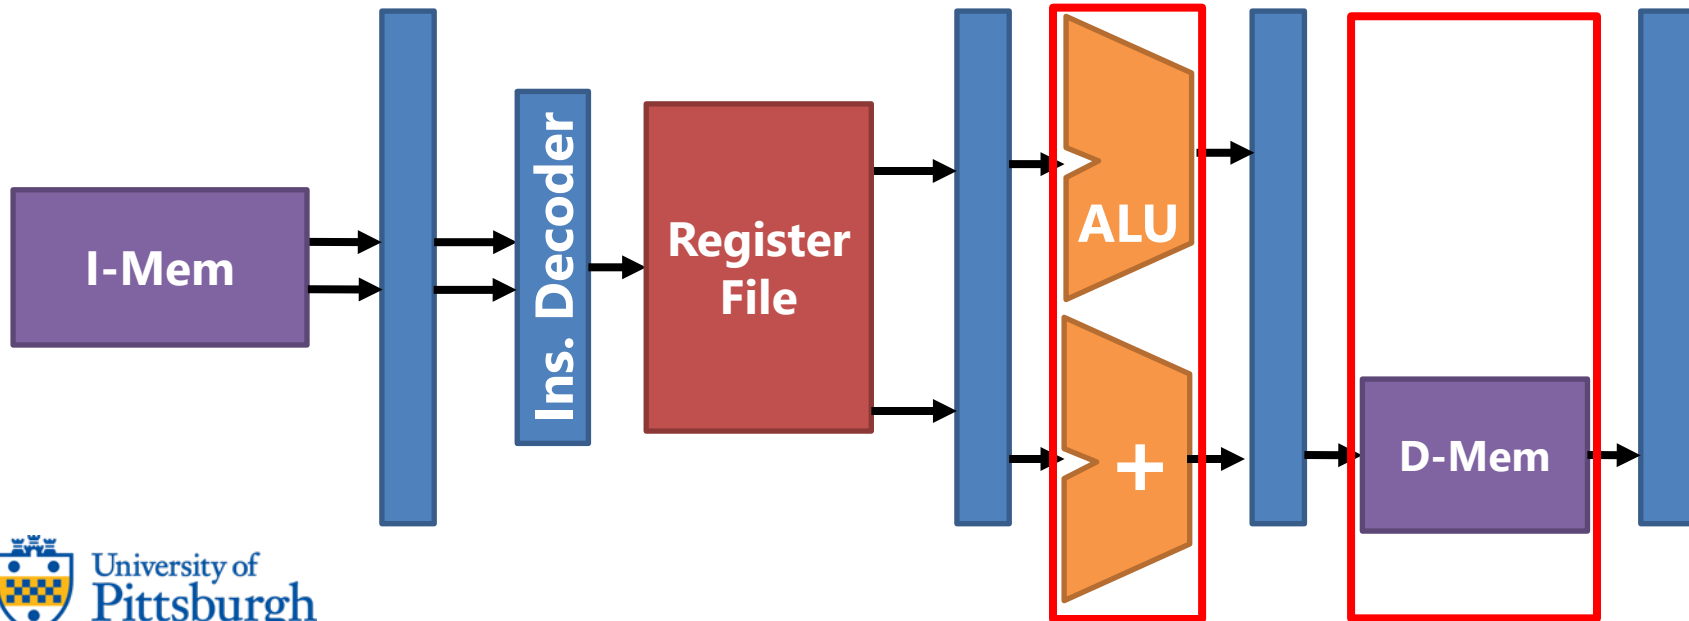 I-Mem
Ins. Decoder
Register
File
ALU
+
D-Mem
University of
Pittsburgh